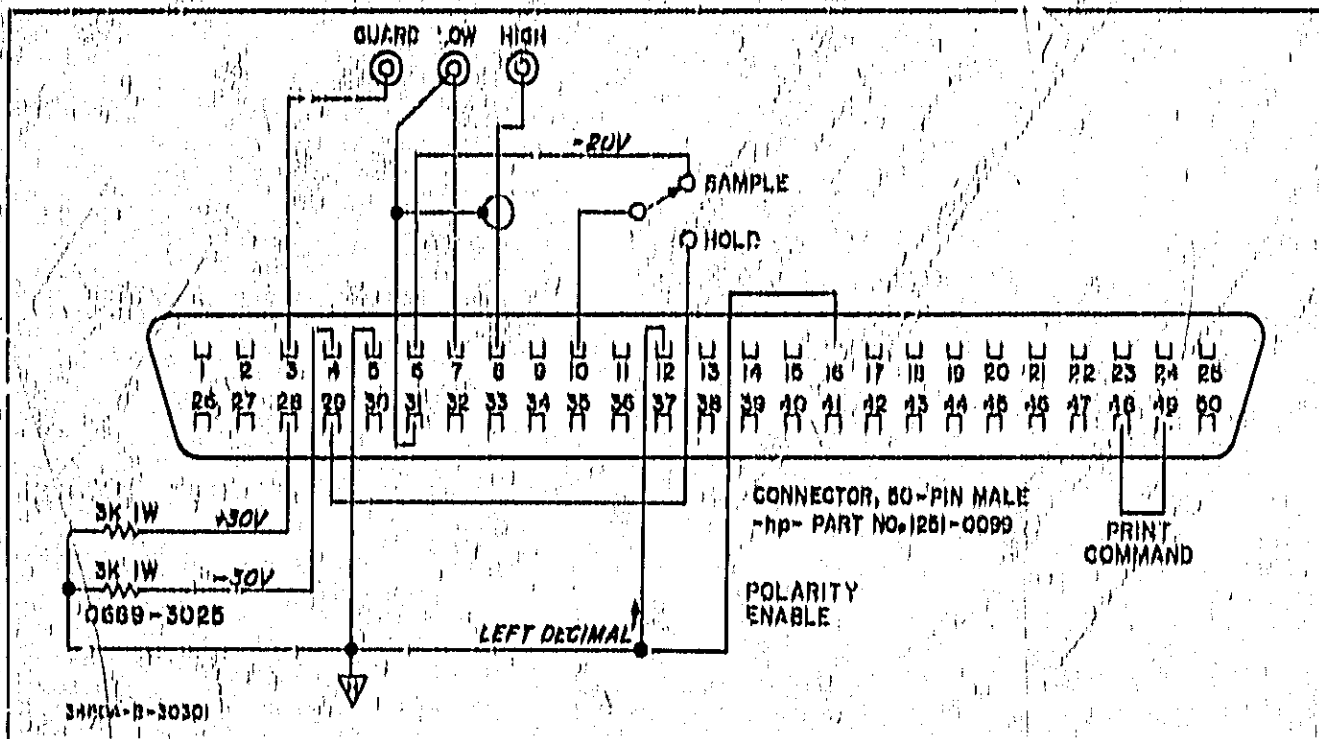 GUARD LOW HIGH
-20V
SAMPLE
HOLD
1 2 3 4 5 6 7 8 9 10 11 12 13 14 15 16 17 18 19 20 21 22 23 24 25
26 27 28 29 30 31 32 33 34 35 36 37 38 39 40 41 42 43 44 45 46 47 48 49 50
CONNECTOR, 50-PIN MALE
-hp- PART NO. 1251-0099
PRINT
COMMAND
3K 1W +30V
3K 1W -30V
0689-3025
POLARITY
ENABLE
LEFT DECIMAL
-B-30301